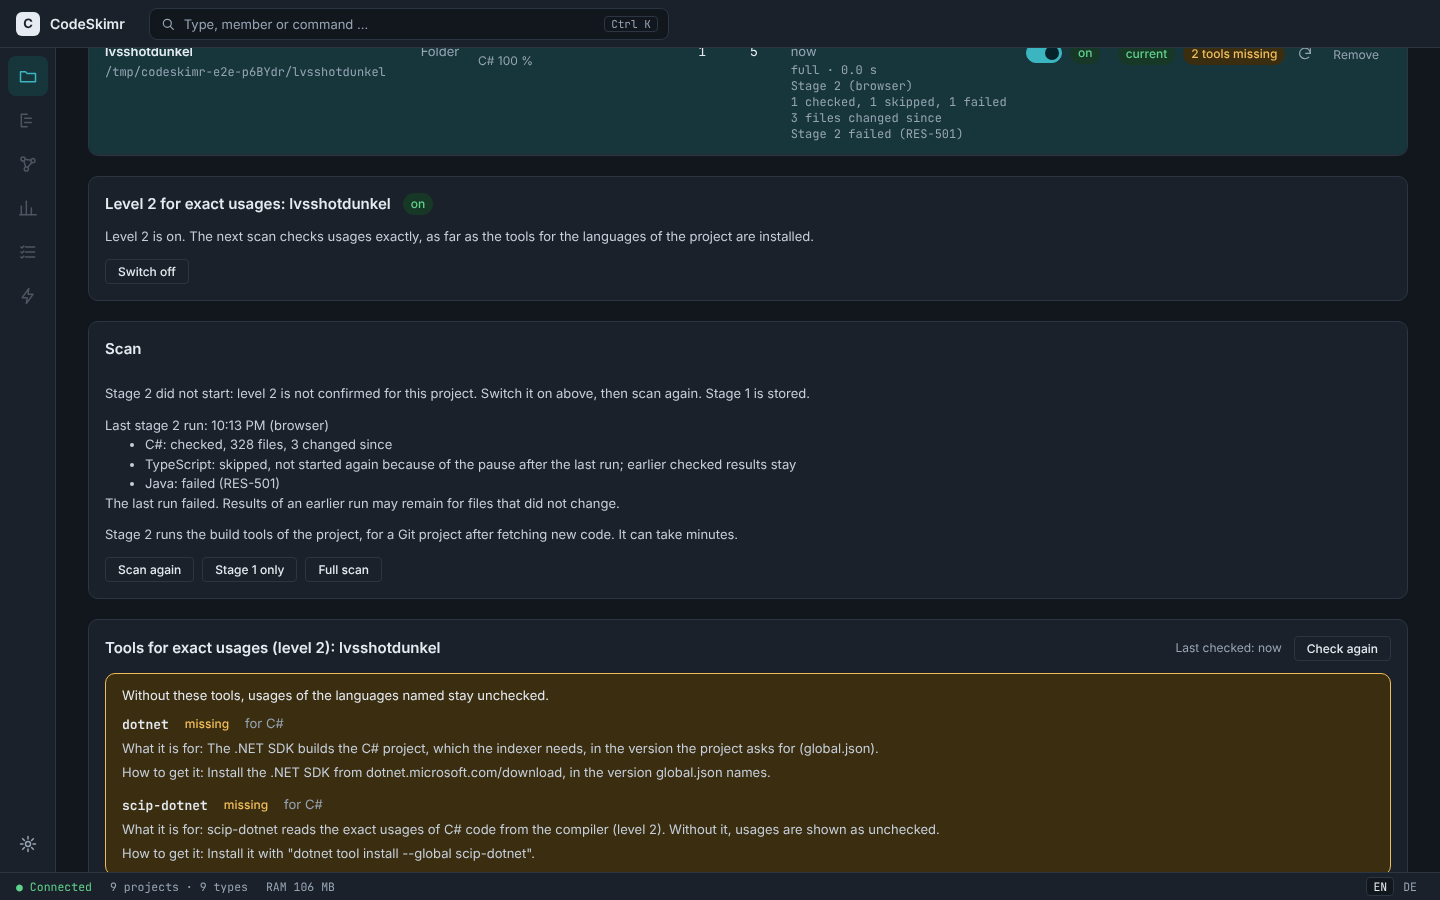 C CodeSkimr Type, member or command ... Ctrl K
lvsshotdunkel Folder C# 100 % 1 5 now on current 2 tools missing Remove
/tmp/codeskimr-e2e-p6BYdr/lvsshotdunkel
full · 0.0 s
Stage 2 (browser)
1 checked, 1 skipped, 1 failed
3 files changed since
Stage 2 failed (RES-501)
Level 2 for exact usages: lvsshotdunkel on
Level 2 is on. The next scan checks usages exactly, as far as the tools for the languages of the project are installed.
Switch off
Scan
Stage 2 did not start: level 2 is not confirmed for this project. Switch it on above, then scan again. Stage 1 is stored.
Last stage 2 run: 10:13 PM (browser)
• C#: checked, 328 files, 3 changed since
• TypeScript: skipped, not started again because of the pause after the last run; earlier checked results stay
• Java: failed (RES-501)
The last run failed. Results of an earlier run may remain for files that did not change.
Stage 2 runs the build tools of the project, for a Git project after fetching new code. It can take minutes.
Scan again Stage 1 only Full scan
Tools for exact usages (level 2): lvsshotdunkel Last checked: now Check again
Without these tools, usages of the languages named stay unchecked.
dotnet missing for C#
What it is for: The .NET SDK builds the C# project, which the indexer needs, in the version the project asks for (global.json).
How to get it: Install the .NET SDK from dotnet.microsoft.com/download, in the version global.json names.
scip-dotnet missing for C#
What it is for: scip-dotnet reads the exact usages of C# code from the compiler (level 2). Without it, usages are shown as unchecked.
How to get it: Install it with "dotnet tool install --global scip-dotnet".
Connected 9 projects · 9 types RAM 106 MB EN DE